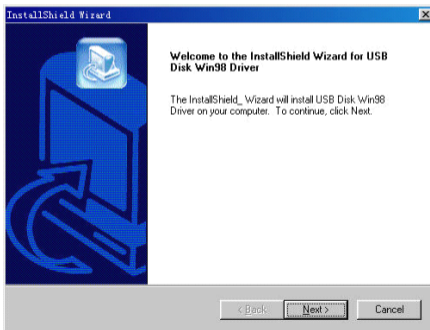 InstallShield Wizard
Welcome to the InstallShield Wizard for USB
Disk Win98 Driver
The InstallShield_ Wizard will install USB Disk Win98
Driver on your computer. To continue, click Next.
< Back
Next >
Cancel